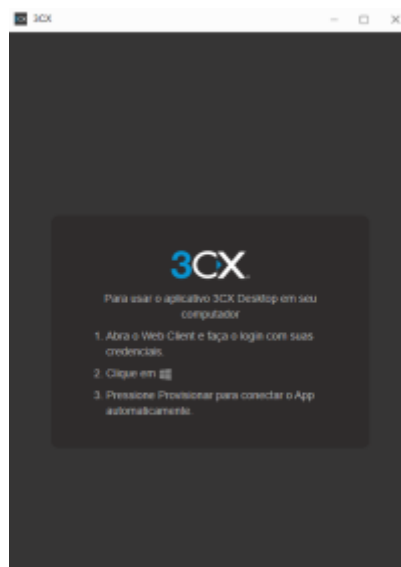 3CX
3CX
Para usar o aplicativo 3CX Desktop em seu
computador
1. Abra o Web Client e faça o login com suas
credenciais.
2. Clique em
3. Pressione Provisionar para conectar o App
automaticamente.